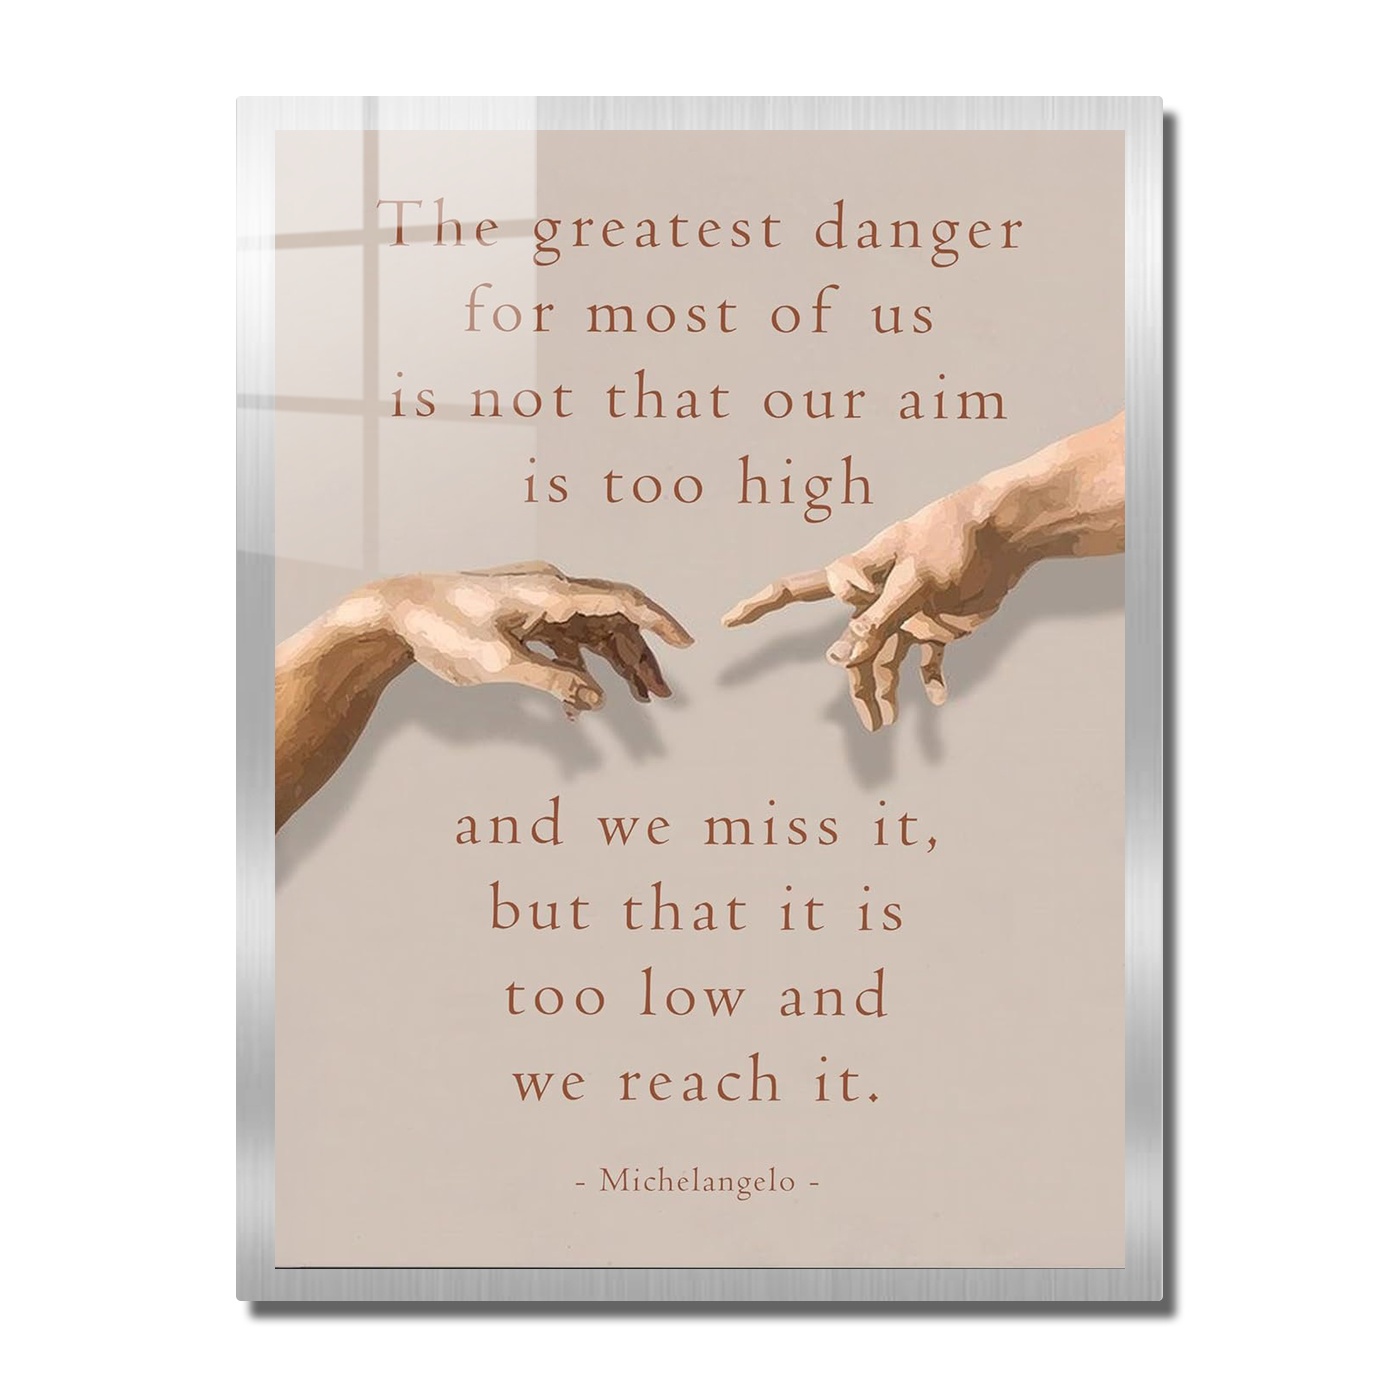 The greatest danger
for most of us
is not that our aim
is too high
and we miss it,
but that it is
too low and
we reach it.
- Michelangelo -